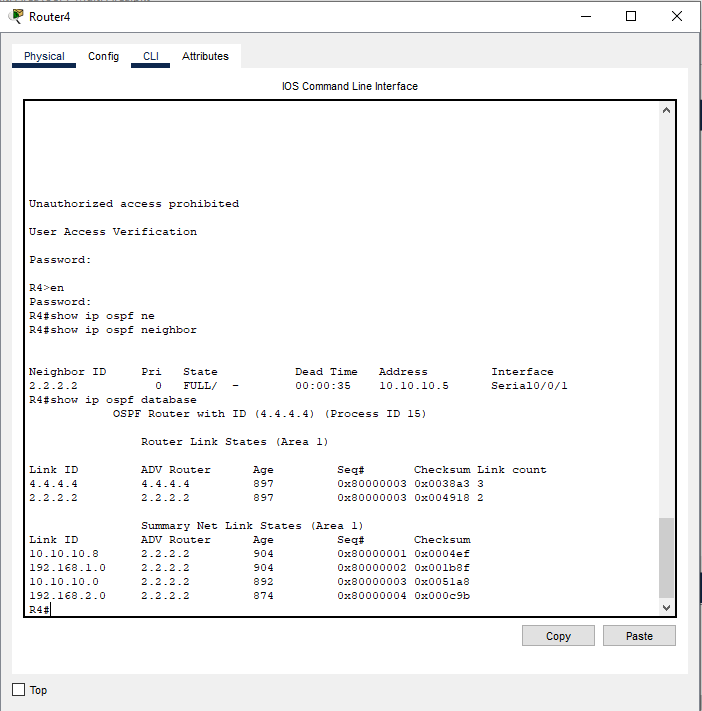 Router4
Physical Config CLI Attributes
IOS Command Line Interface
Unauthorized access prohibited
User Access Verification
Password:
R4>en
Password:
R4#show ip ospf ne
R4#show ip ospf neighbor
Neighbor ID Pri State Dead Time Address Interface
2.2.2.2 0 FULL/ - 00:00:35 10.10.10.5 Serial0/0/1
R4#show ip ospf database
OSPF Router with ID (4.4.4.4) (Process ID 15)
Router Link States (Area 1)
Link ID ADV Router Age Seq# Checksum Link count
4.4.4.4 4.4.4.4 897 0x80000003 0x0038a3 3
2.2.2.2 2.2.2.2 897 0x80000003 0x004918 2
Summary Net Link States (Area 1)
Link ID ADV Router Age Seq# Checksum
10.10.10.8 2.2.2.2 904 0x80000001 0x0004ef
192.168.1.0 2.2.2.2 904 0x80000002 0x001b8f
10.10.10.0 2.2.2.2 892 0x80000003 0x0051a8
192.168.2.0 2.2.2.2 874 0x80000004 0x000c9b
R4#
Copy Paste
Top